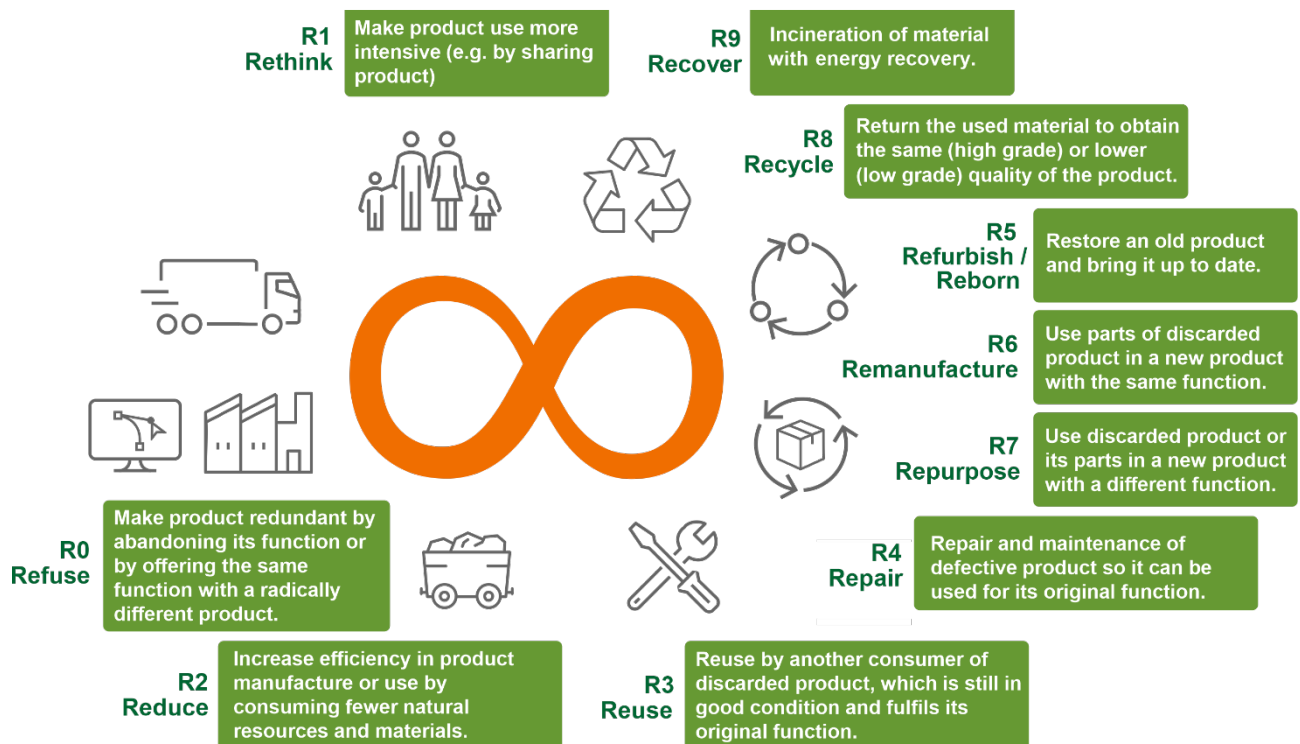 R1
Rethink
Make product use more
intensive (e.g. by sharing
product)
R9
Recover
Incineration of material
with energy recovery.
R8
Recycle
Return the used material to obtain
the same (high grade) or lower
(low grade) quality of the product.
R5
Refurbish /
Reborn
Restore an old product
and bring it up to date.
R6
Remanufacture
Use parts of discarded
product in a new product
with the same function.
R7
Repurpose
Use discarded product or
its parts in a new product
with a different function.
R0
Refuse
Make product redundant by
abandoning its function or
by offering the same
function with a radically
different product.
R4
Repair
Repair and maintenance of
defective product so it can be
used for its original function.
R2
Reduce
Increase efficiency in product
manufacture or use by
consuming fewer natural
resources and materials.
R3
Reuse
Reuse by another consumer of
discarded product, which is still in
good condition and fulfils its
original function.